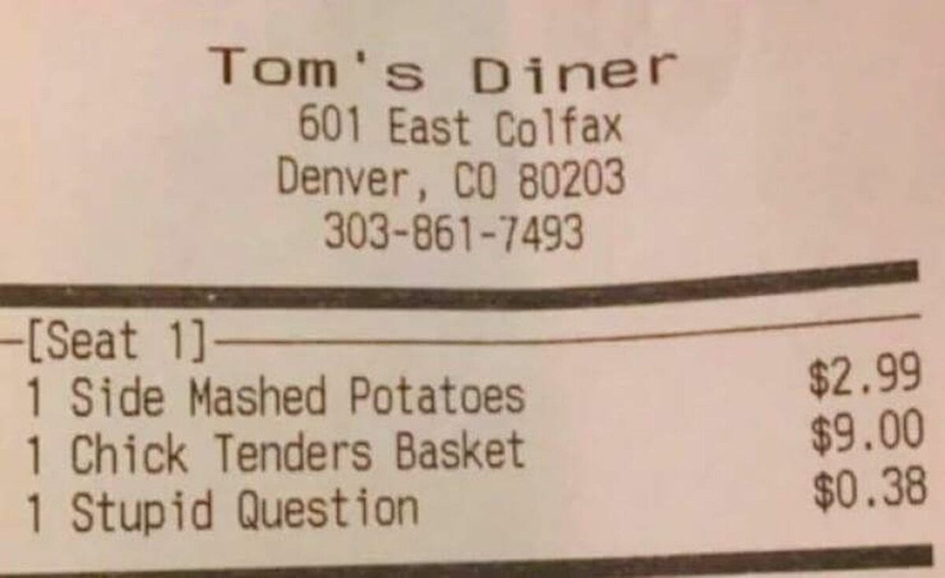 Tom's Diner
601 East Colfax
Denver, CO 80203
303-861-7493
[Seat 1]
1 Side Mashed Potatoes $2.99
1 Chick Tenders Basket $9.00
1 Stupid Question $0.38